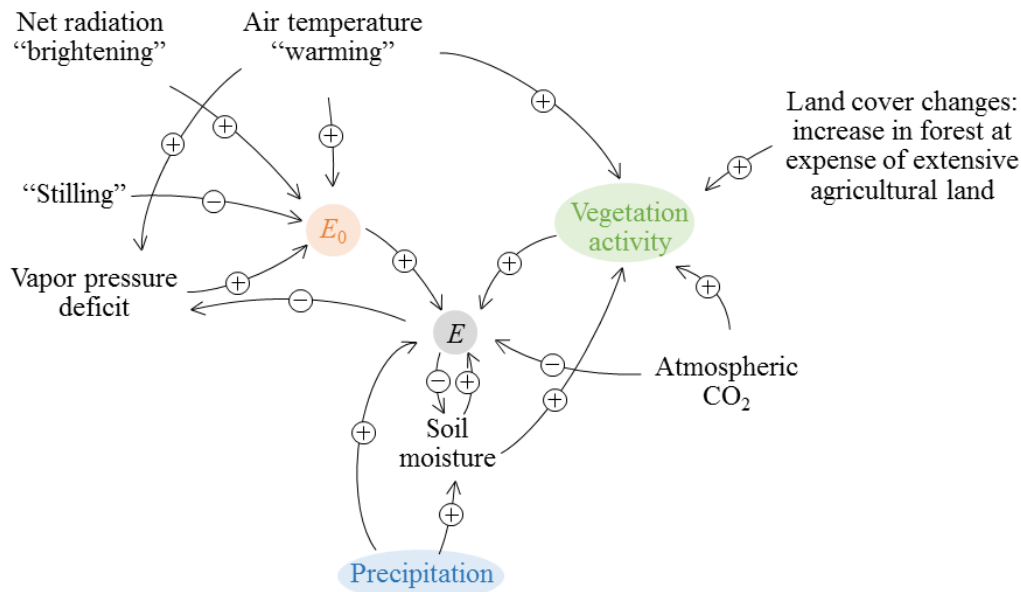 Net radiation
“brightening”
Air temperature
“warming”
+
+
+
+
Land cover changes:
increase in forest at
expense of extensive
agricultural land
+
“Stilling”
−
E₀
Vegetation
activity
Vapor pressure
deficit
+
+
+
+
−
E
−
Atmospheric
CO₂
−
+
+
+
Soil
moisture
+
Precipitation